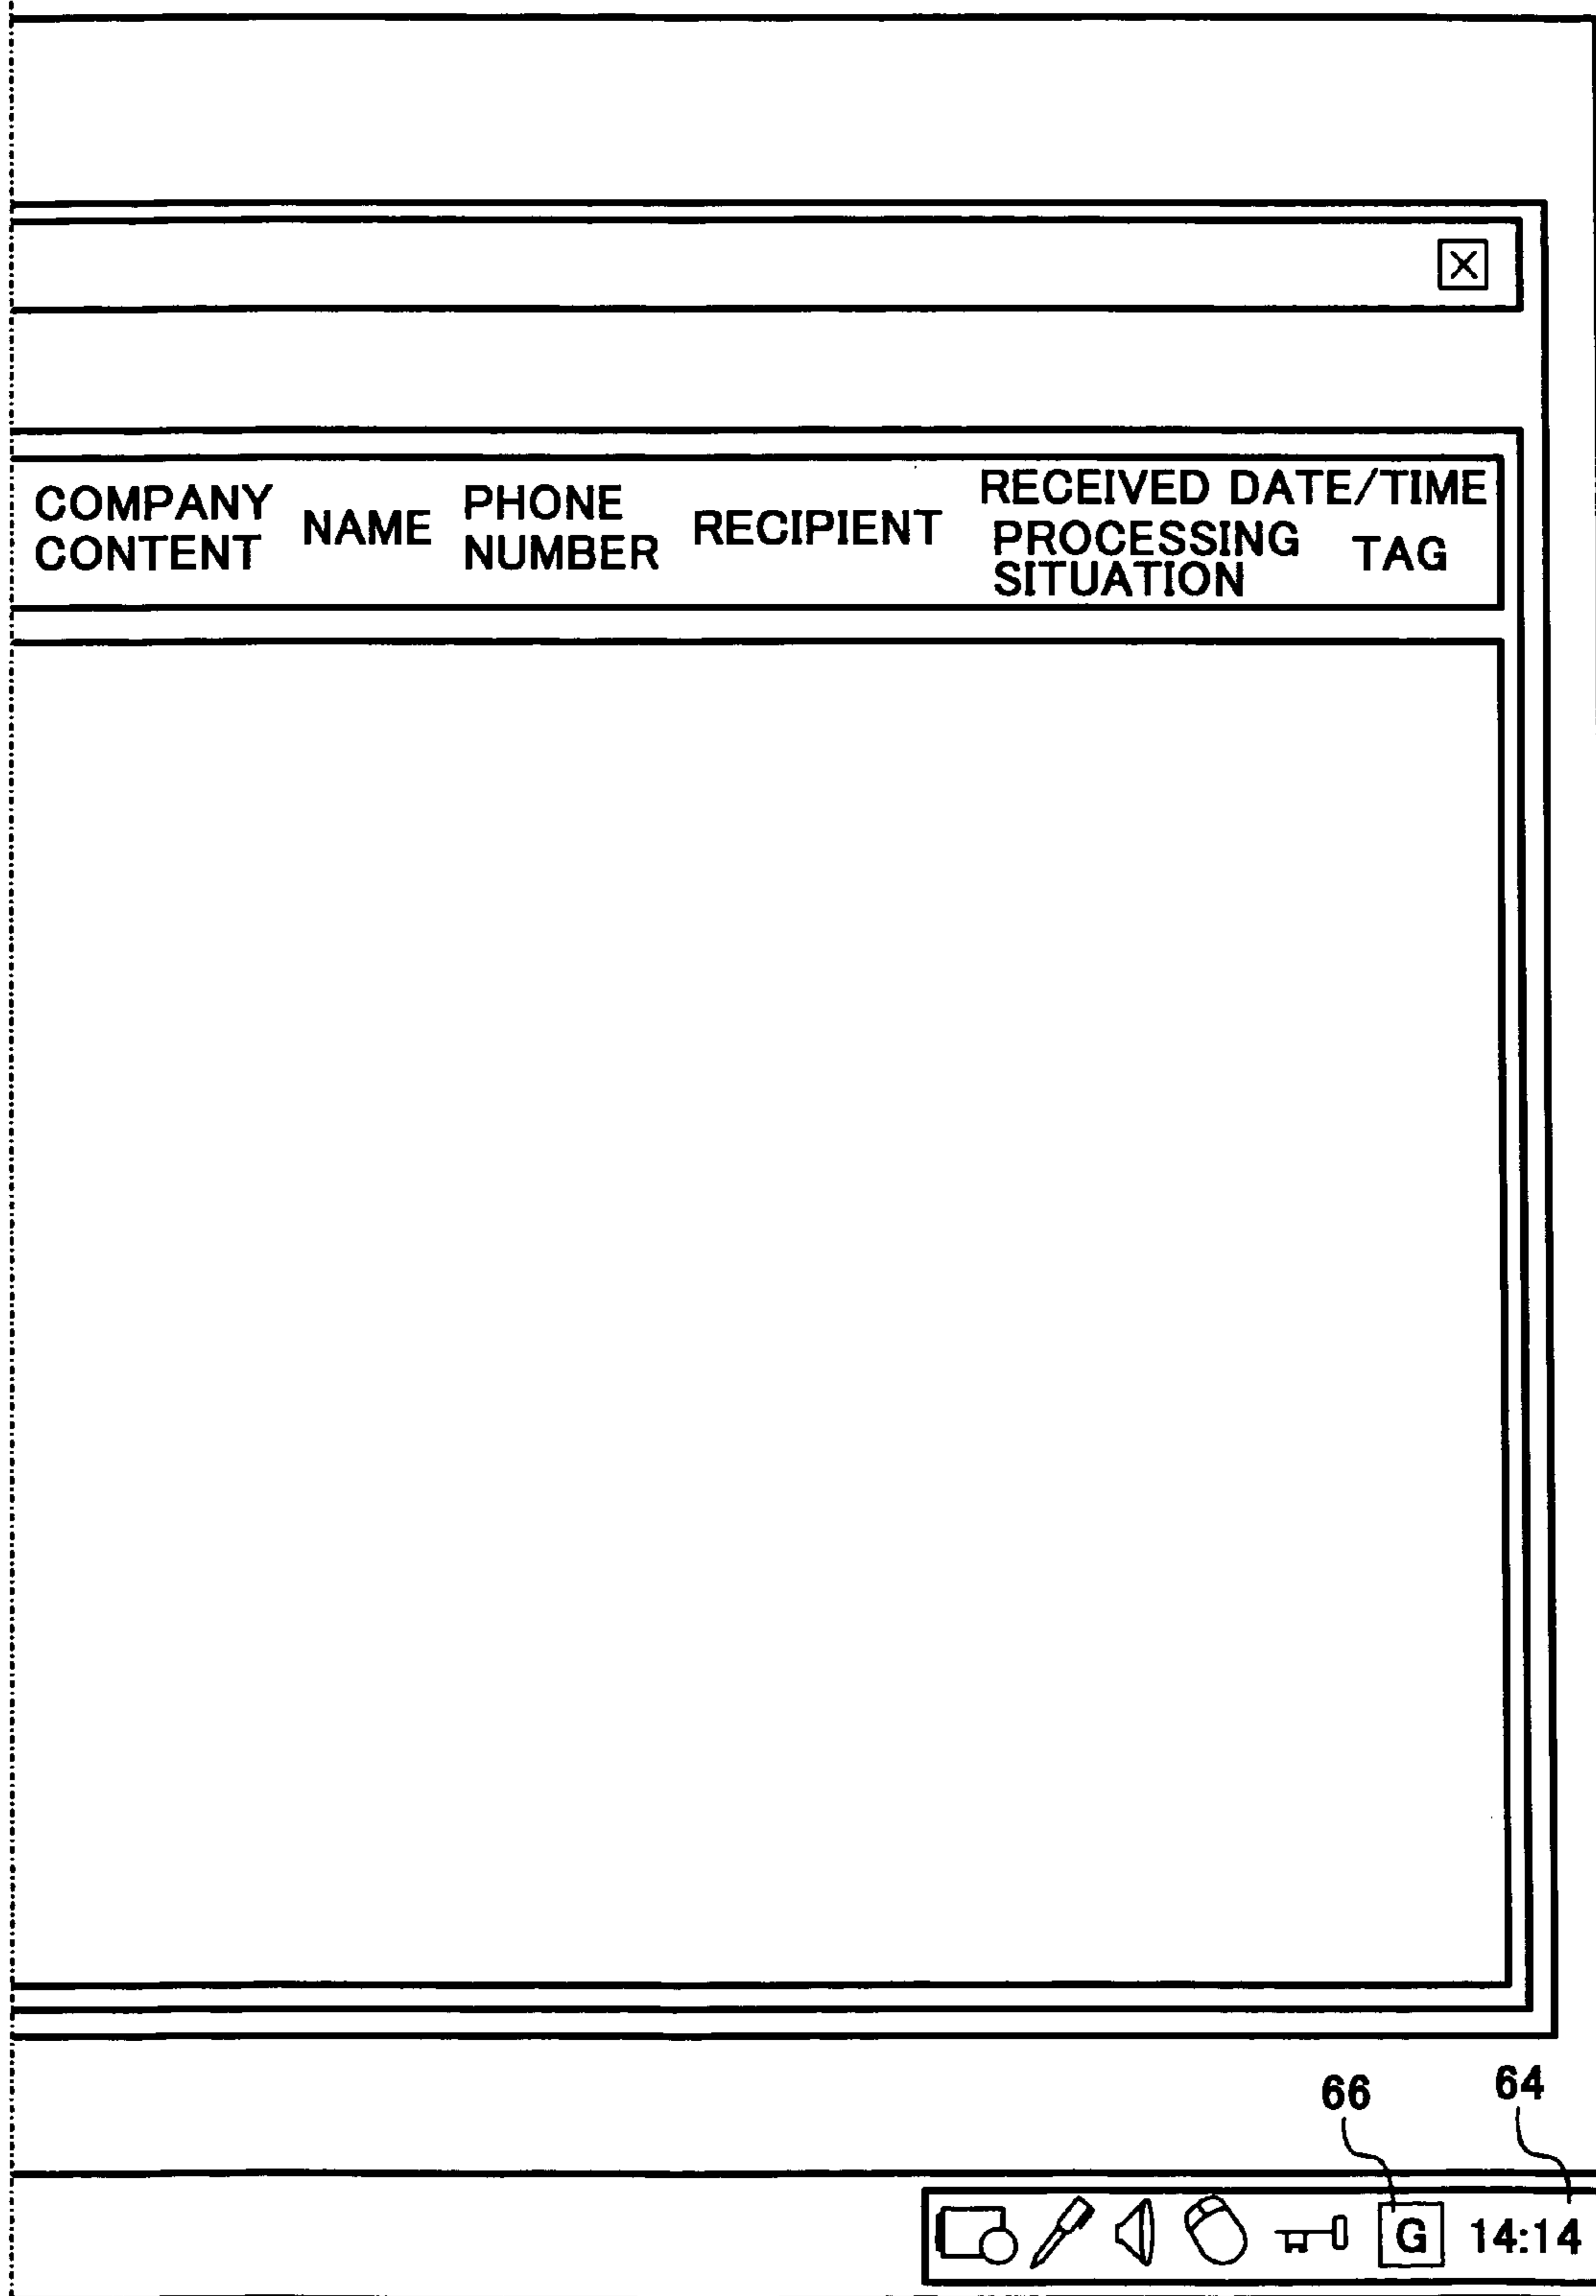 X
COMPANY CONTENT
NAME
PHONE NUMBER
RECIPIENT
RECEIVED DATE/TIME
PROCESSING SITUATION
TAG
66
64
G
14:14